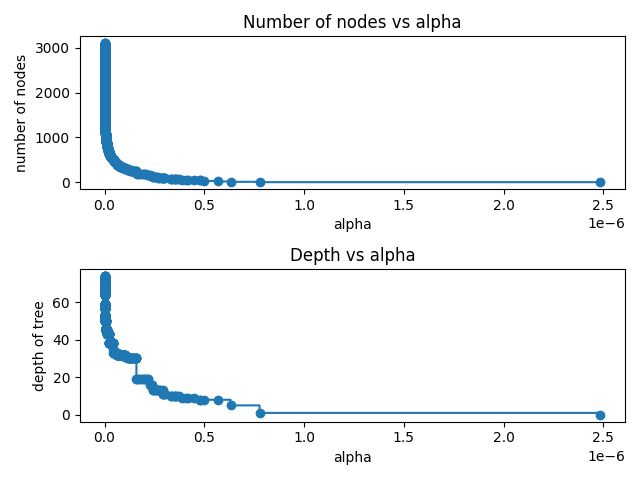 Number of nodes vs alpha
number of nodes
3000
2000
1000
0
0.0 0.5 1.0 1.5 2.0 2.5
1e−6
alpha
Depth vs alpha
depth of tree
60
40
20
0
0.0 0.5 1.0 1.5 2.0 2.5
1e−6
alpha